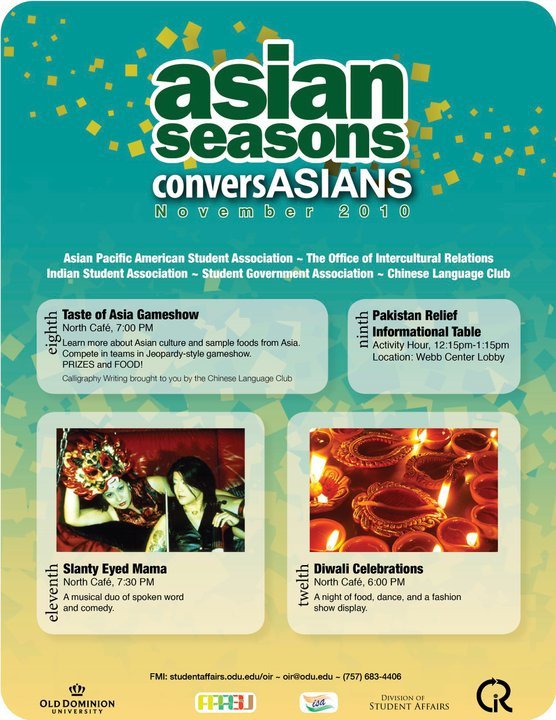 asian
seasons
conversASIANS
November 2010
Asian Pacific American Student Association ~ The Office of Intercultural Relations
Indian Student Association ~ Student Government Association ~ Chinese Language Club
eighth
Taste of Asia Gameshow
North Café, 7:00 PM
Learn more about Asian culture and sample foods from Asia.
Compete in teams in Jeopardy-style gameshow.
PRIZES and FOOD!
Calligraphy Writing brought to you by the Chinese Language Club
ninth
Pakistan Relief
Informational Table
Activity Hour, 12:15pm-1:15pm
Location: Webb Center Lobby
eleventh
Slanty Eyed Mama
North Café, 7:30 PM
A musical duo of spoken word
and comedy.
twelth
Diwali Celebrations
North Café, 6:00 PM
A night of food, dance, and a fashion
show display.
FMI: studentaffairs.odu.edu/oir ~ oir@odu.edu ~ (757) 683-4406
OLD DOMINION
UNIVERSITY
isa
DIVISION OF
STUDENT AFFAIRS